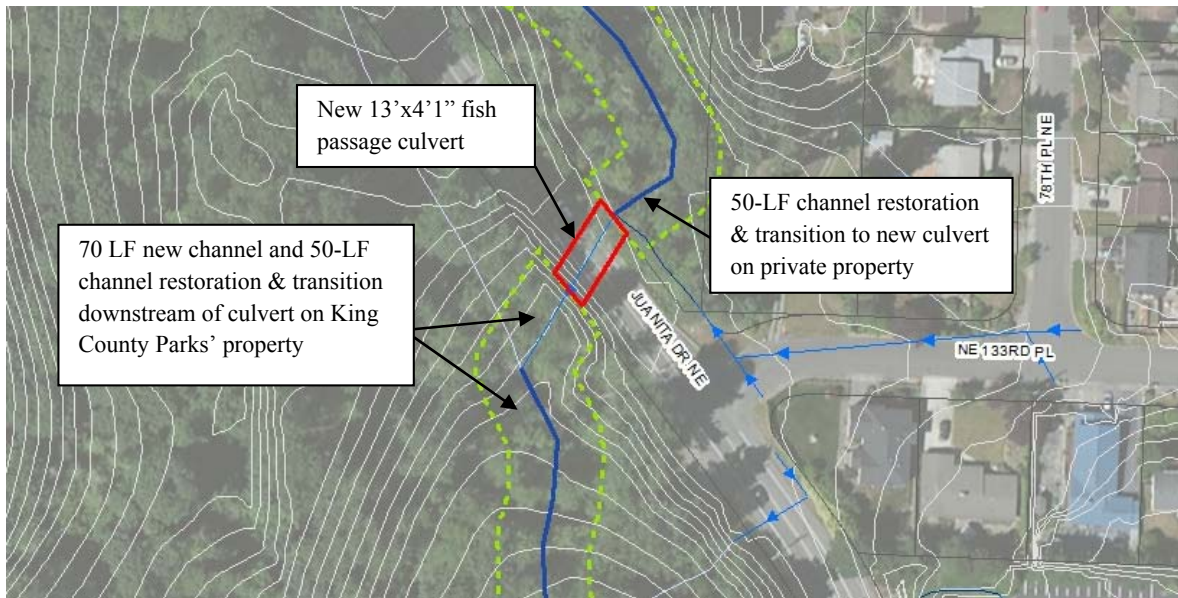 New 13’x4’1” fish
passage culvert
50-LF channel restoration
& transition to new culvert
on private property
70 LF new channel and 50-LF
channel restoration & transition
downstream of culvert on King
County Parks’ property
JUANITA DR NE
NE 133RD PL
78TH PL NE